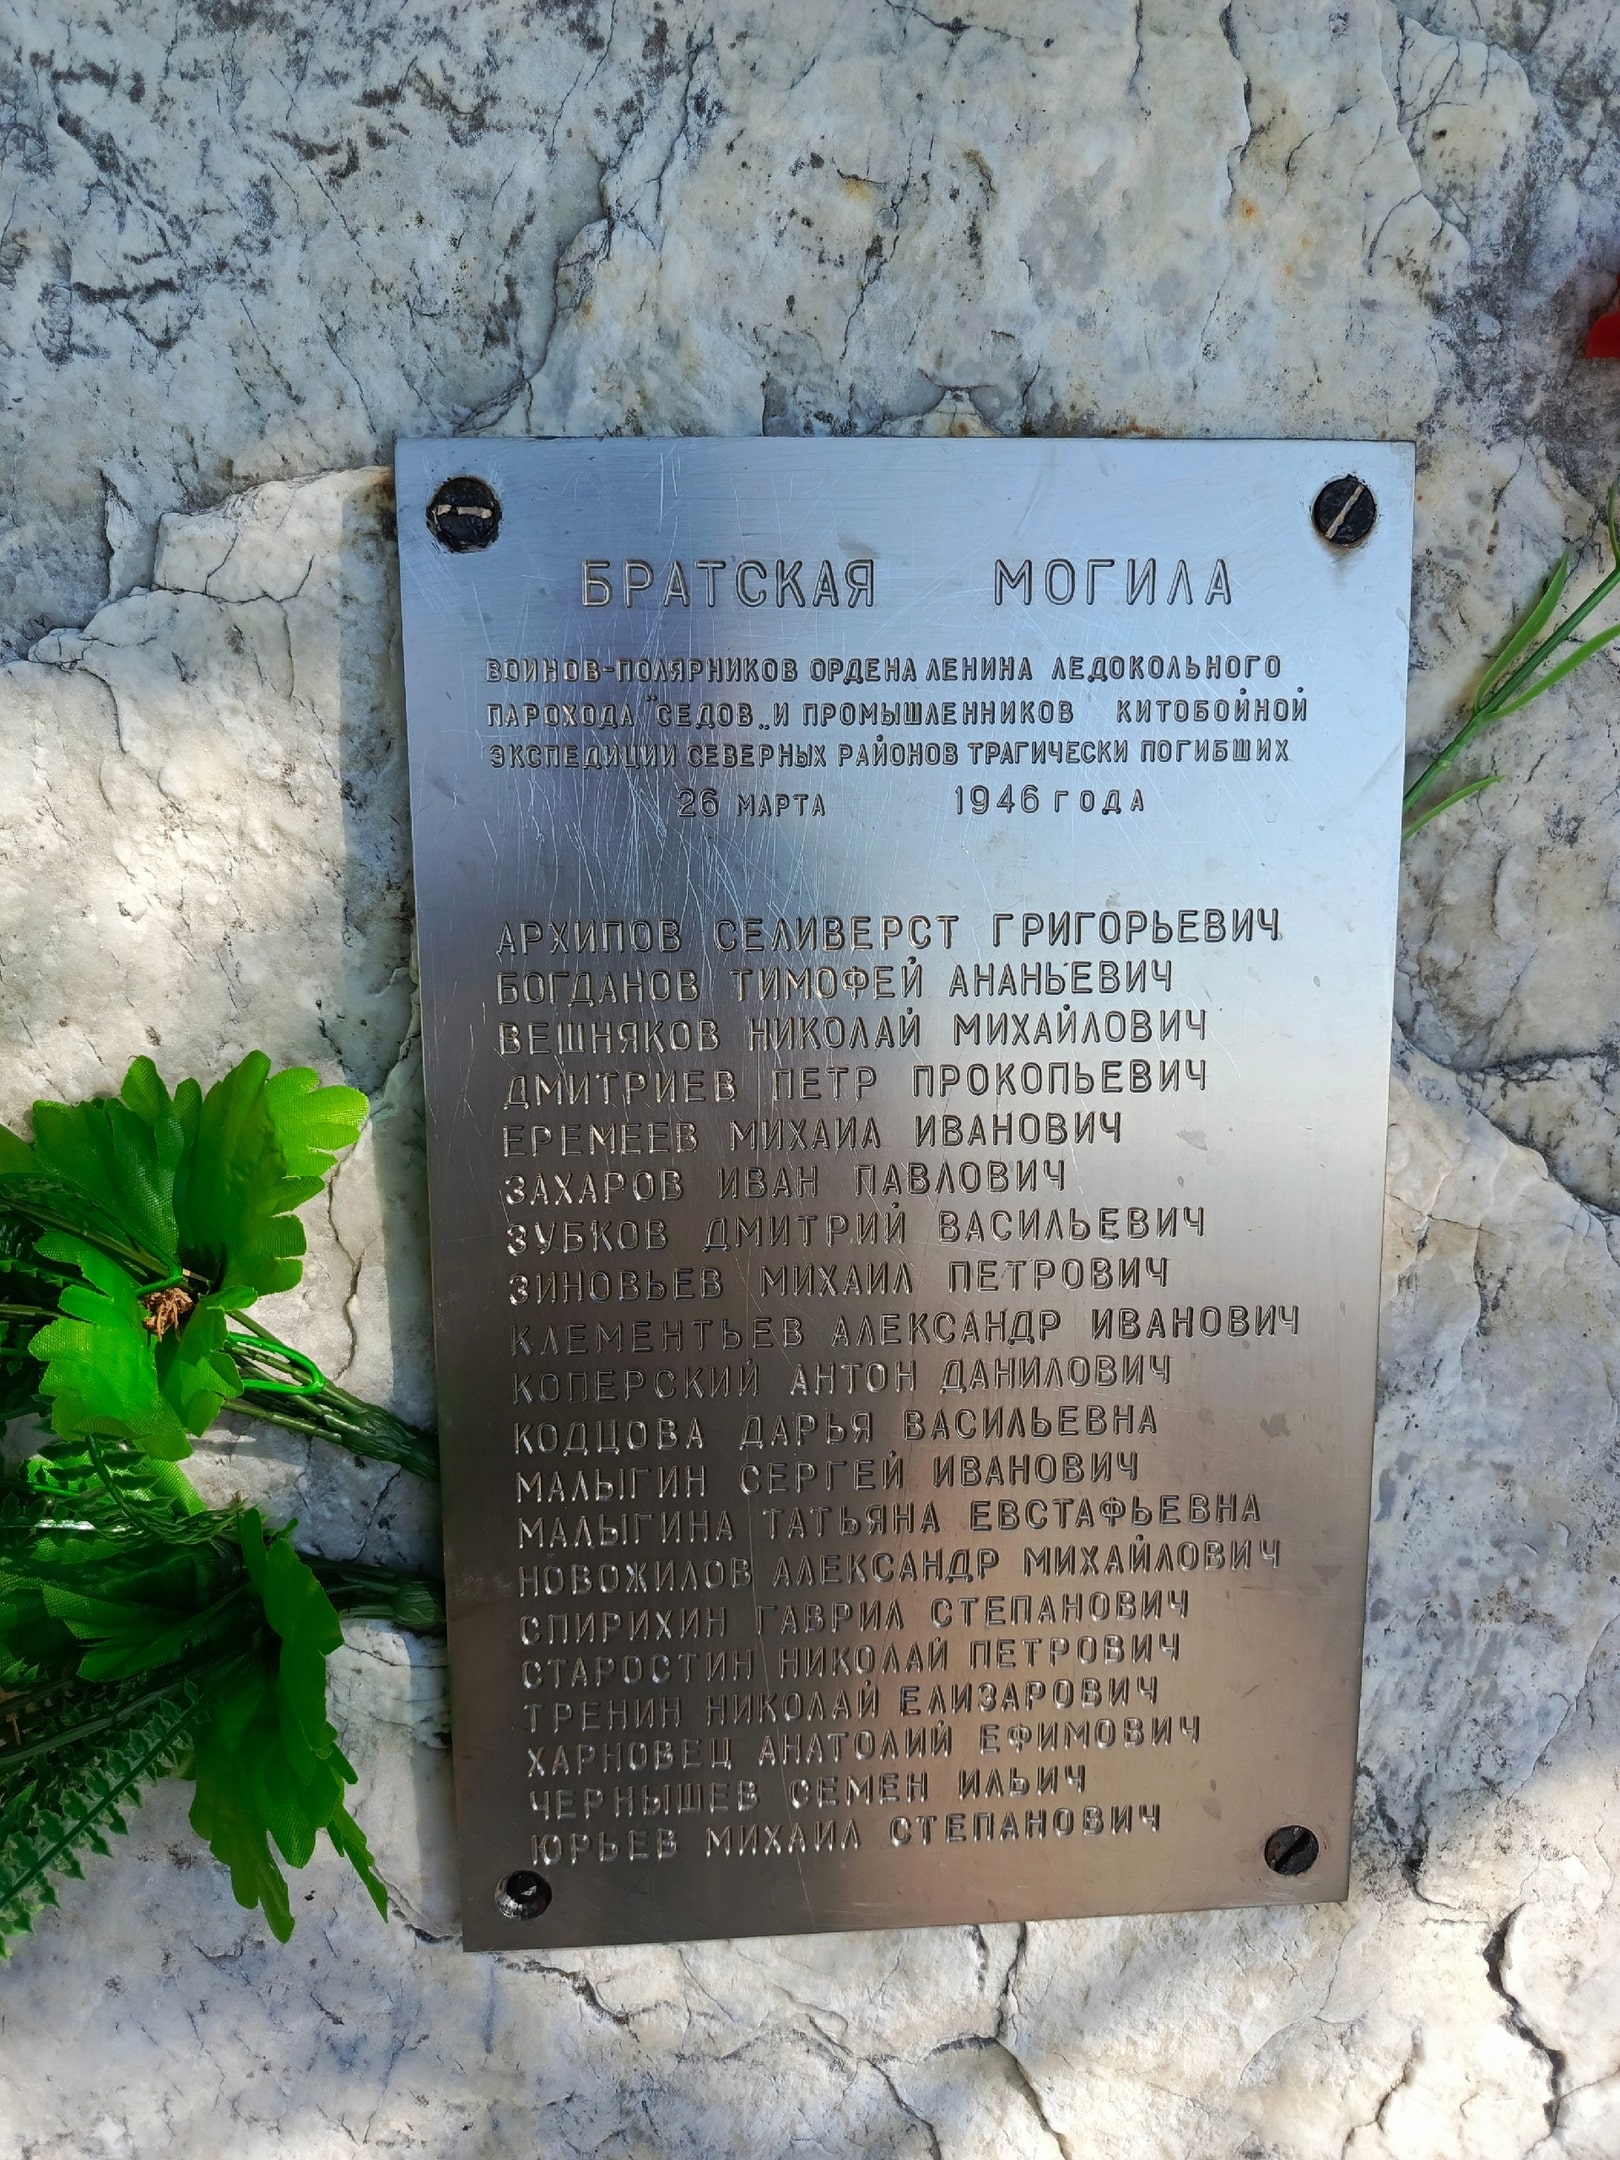 БРАТСКАЯ МОГИЛА
ВОИНОВ-ПОЛЯРНИКОВ ОРДЕНА ЛЕНИНА ЛЕДОКОЛЬНОГО
ПАРОХОДА "СЕДОВ„ И ПРОМЫШЛЕННИКОВ КИТОБОЙНОЙ
ЭКСПЕДИЦИИ СЕВЕРНЫХ РАЙОНОВ ТРАГИЧЕСКИ ПОГИБШИХ
26 МАРТА 1946 ГОДА
АРХИПОВ СЕЛИВЕРСТ ГРИГОРЬЕВИЧ
БОГДАНОВ ТИМОФЕЙ АНАНЬЕВИЧ
ВЕШНЯКОВ НИКОЛАЙ МИХАЙЛОВИЧ
ДМИТРИЕВ ПЕТР ПРОКОПЬЕВИЧ
ЕРЕМЕЕВ МИХАИЛ ИВАНОВИЧ
ЗАХАРОВ ИВАН ПАВЛОВИЧ
ЗУБКОВ ДМИТРИЙ ВАСИЛЬЕВИЧ
ЗИНОВЬЕВ МИХАИЛ ПЕТРОВИЧ
КЛЕМЕНТЬЕВ АЛЕКСАНДР ИВАНОВИЧ
КОПЕРСКИЙ АНТОН ДАНИЛОВИЧ
КОДЦОВА ДАРЬЯ ВАСИЛЬЕВНА
МАЛЫГИН СЕРГЕЙ ИВАНОВИЧ
МАЛЫГИНА ТАТЬЯНА ЕВСТАФЬЕВНА
НОВОЖИЛОВ АЛЕКСАНДР МИХАЙЛОВИЧ
СПИРИХИН ГАВРИЛ СТЕПАНОВИЧ
СТАРОСТИН НИКОЛАЙ ПЕТРОВИЧ
ТРЕНИН НИКОЛАЙ ЕЛИЗАРОВИЧ
ХАРНОВЕЦ АНАТОЛИЙ ЕФИМОВИЧ
ЧЕРНЫШЕВ СЕМЕН ИЛЬИЧ
ЮРЬЕВ МИХАИЛ СТЕПАНОВИЧ